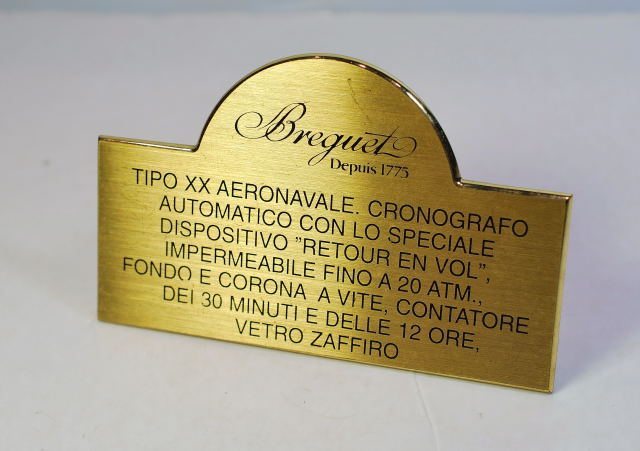 Breguet
Depuis 1775
TIPO XX AERONAVALE. CRONOGRAFO
AUTOMATICO CON LO SPECIALE
DISPOSITIVO "RETOUR EN VOL",
IMPERMEABILE FINO A 20 ATM.,
FONDO E CORONA A VITE, CONTATORE
DEI 30 MINUTI E DELLE 12 ORE,
VETRO ZAFFIRO